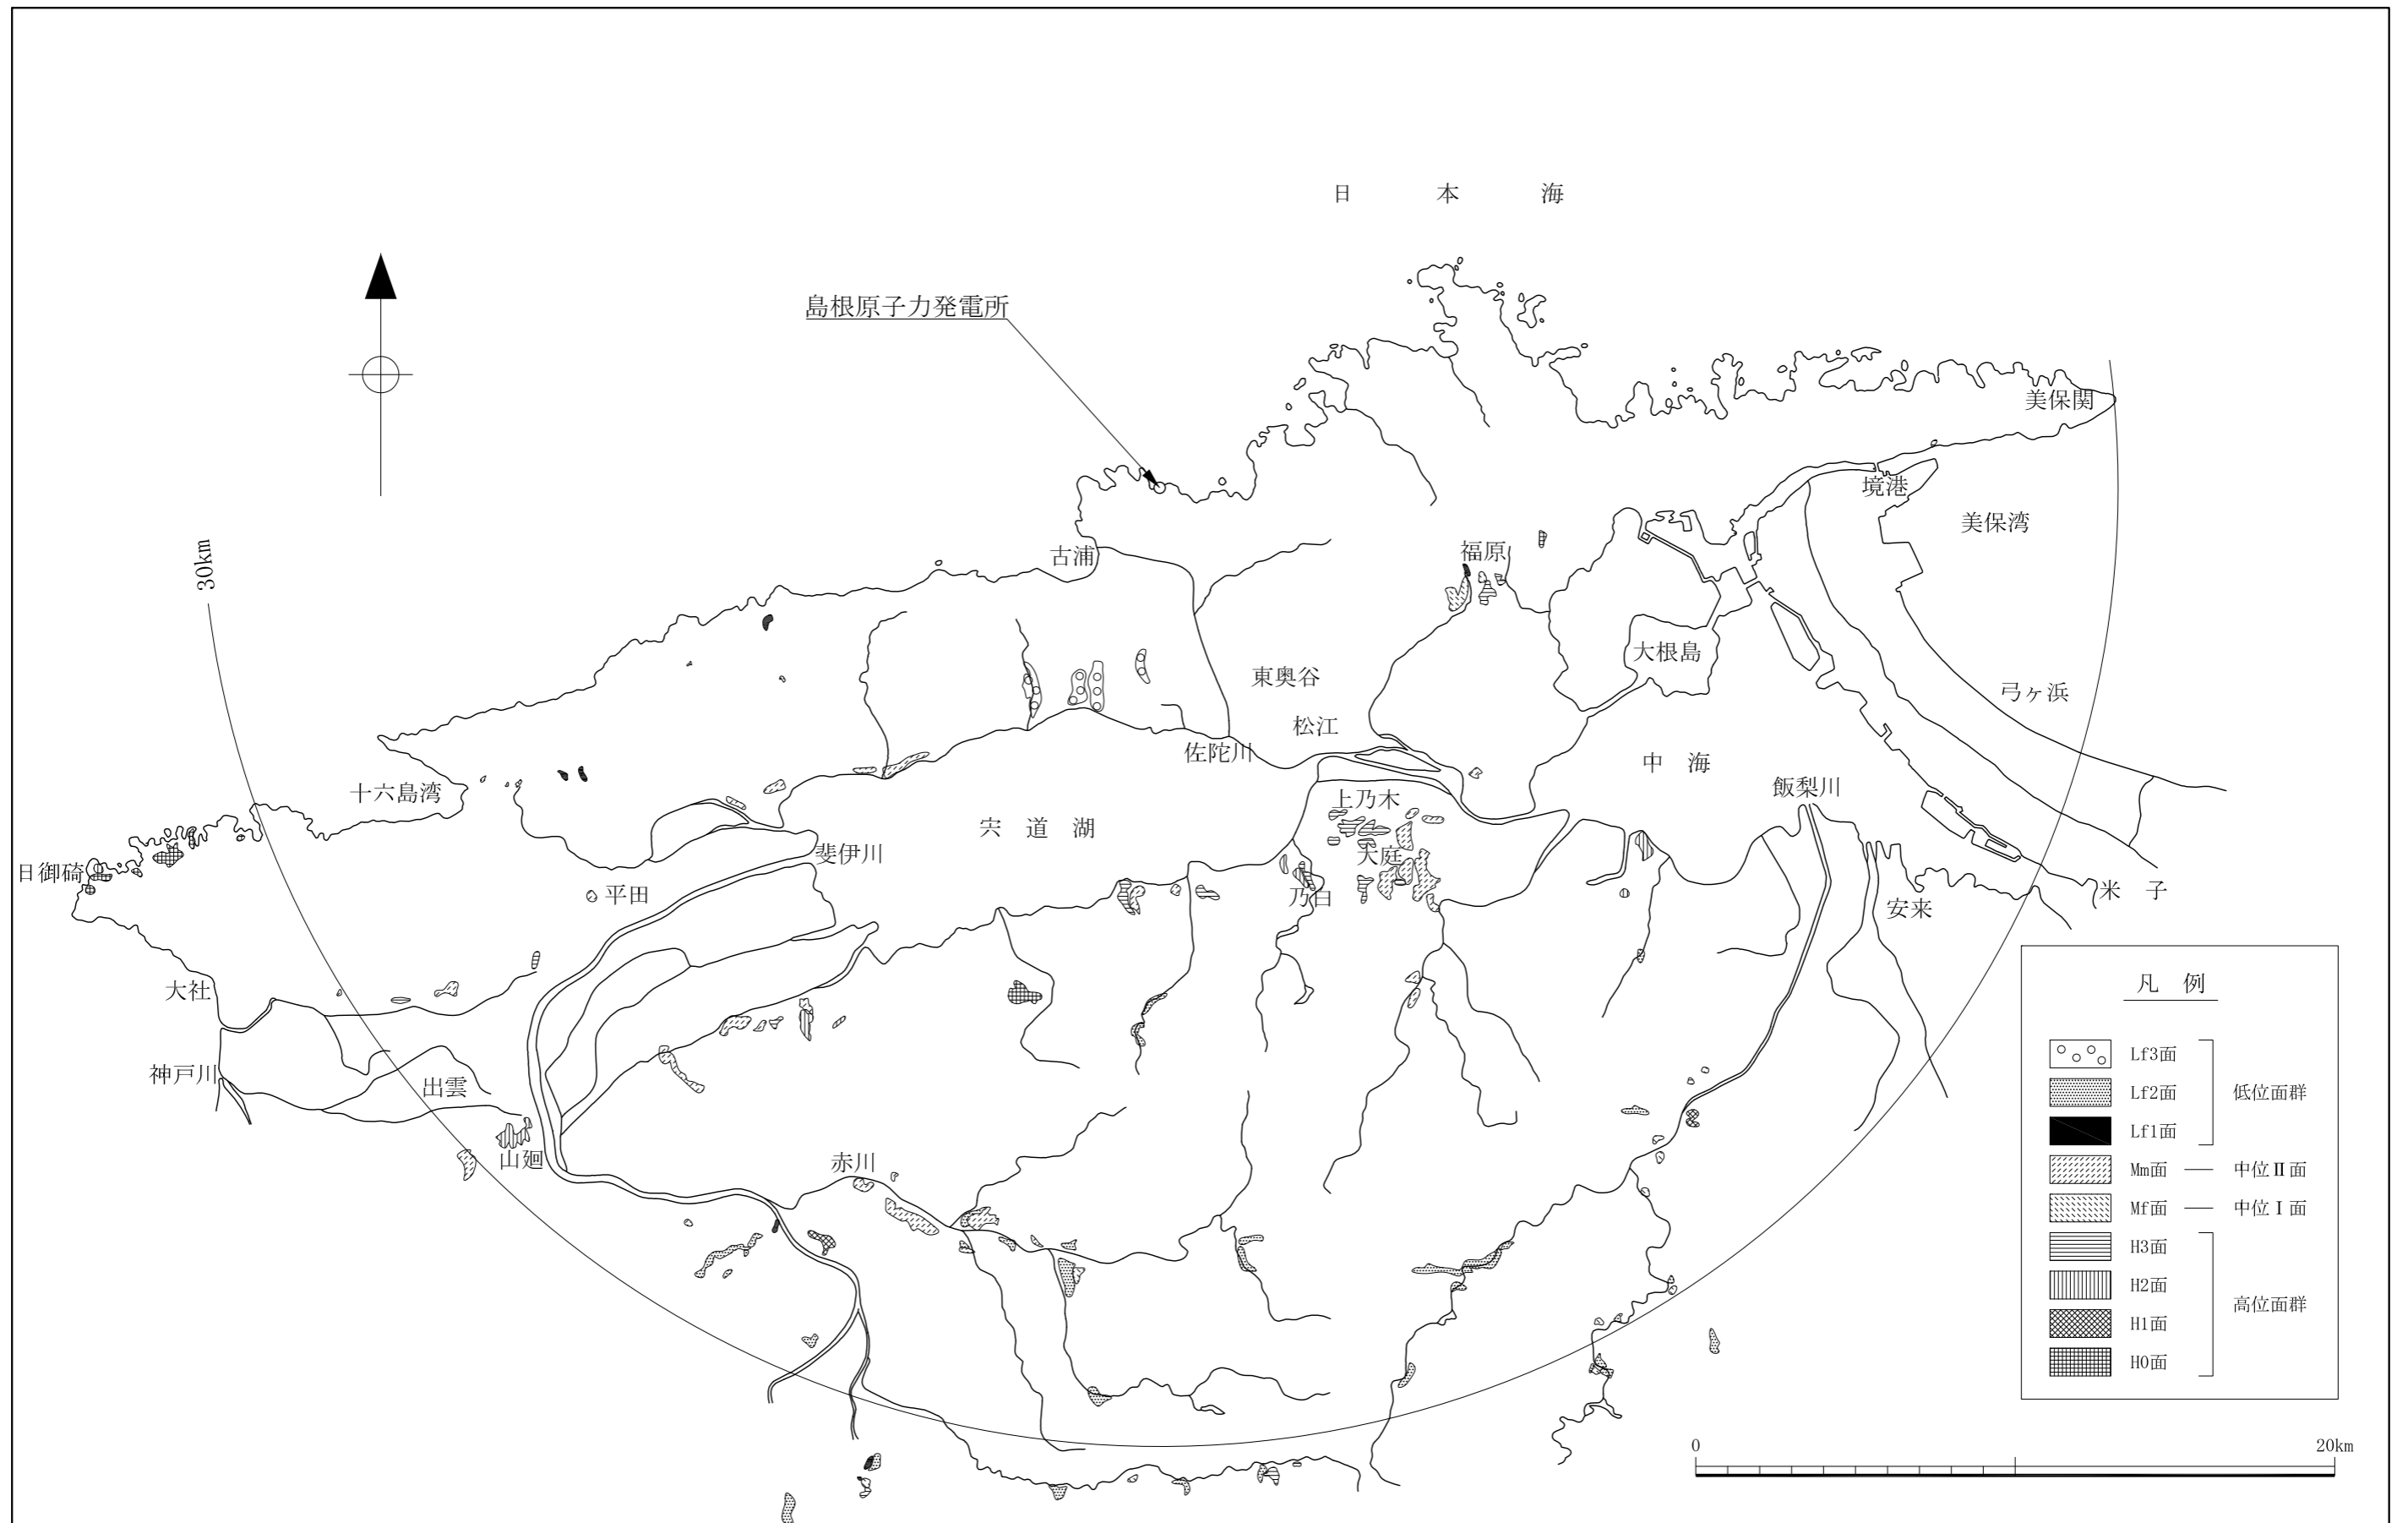 日本海
島根原子力発電所
美保関
境港
美保湾
30km
古浦
福原
大根島
東奥谷
弓ヶ浜
松江
佐陀川
中海
飯梨川
十六島湾
上乃木
宍道湖
斐伊川
大庭
日御碕
平田
乃白
米子
安来
大社
神戸川
出雲
山廻
赤川
凡例
Lf3面
Lf2面 低位面群
Lf1面
Mm面 — 中位Ⅱ面
Mf面 — 中位Ⅰ面
H3面
H2面
高位面群
H1面
H0面
0 20km